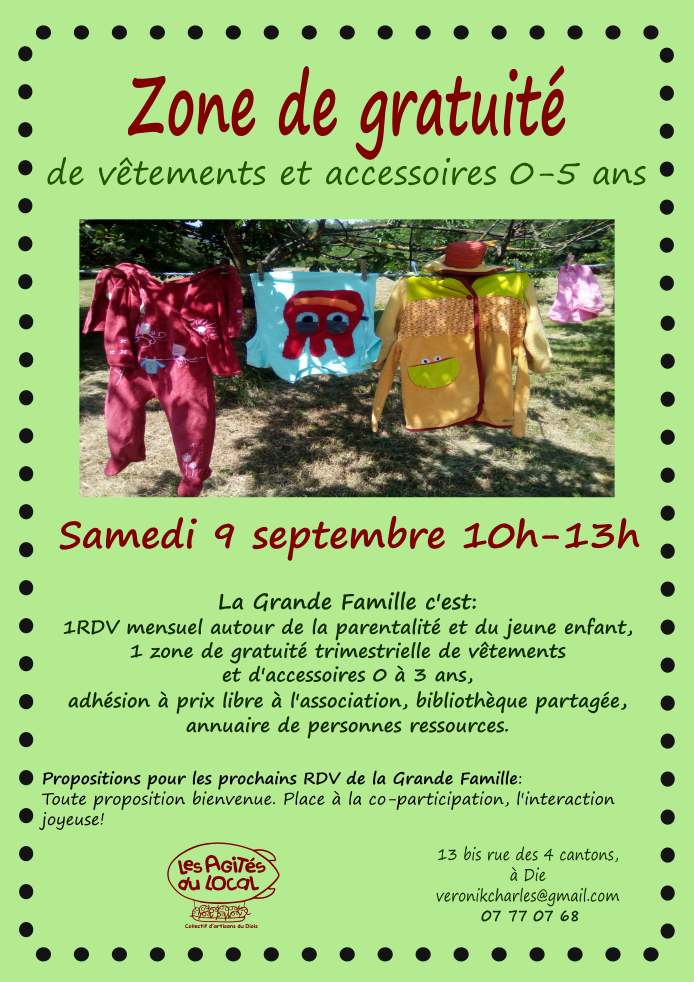 Zone de gratuité
de vêtements et accessoires 0-5 ans
Samedi 9 septembre 10h-13h
La Grande Famille c'est:
1RDV mensuel autour de la parentalité et du jeune enfant,
1 zone de gratuité trimestrielle de vêtements
et d'accessoires 0 à 3 ans,
adhésion à prix libre à l'association, bibliothèque partagée,
annuaire de personnes ressources.
Propositions pour les prochains RDV de la Grande Famille:
Toute proposition bienvenue. Place à la co-participation, l'interaction
joyeuse!
Les Agités
du Local
Collectif d'artisans du Diois
13 bis rue des 4 cantons,
à Die
veronikcharles@gmail.com
07 77 07 68